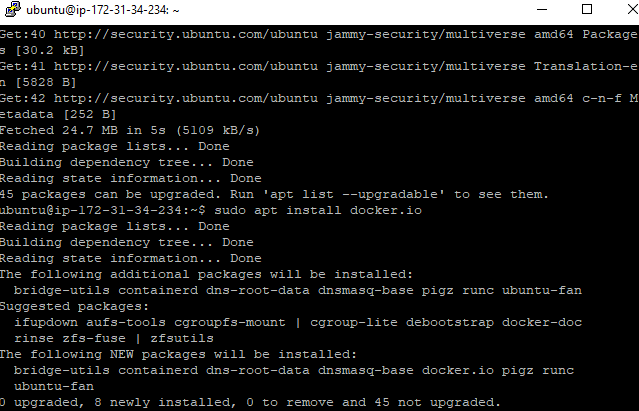 ubuntu@ip-172-31-34-234: ~
Get:40 http://security.ubuntu.com/ubuntu jammy-security/multiverse amd64 Package
s [30.2 kB]
Get:41 http://security.ubuntu.com/ubuntu jammy-security/multiverse Translation-e
n [5828 B]
Get:42 http://security.ubuntu.com/ubuntu jammy-security/multiverse amd64 c-n-f M
etadata [252 B]
Fetched 24.7 MB in 5s (5109 kB/s)
Reading package lists... Done
Building dependency tree... Done
Reading state information... Done
45 packages can be upgraded. Run 'apt list --upgradable' to see them.
ubuntu@ip-172-31-34-234:~$ sudo apt install docker.io
Reading package lists... Done
Building dependency tree... Done
Reading state information... Done
The following additional packages will be installed:
  bridge-utils containerd dns-root-data dnsmasq-base pigz runc ubuntu-fan
Suggested packages:
  ifupdown aufs-tools cgroupfs-mount | cgroup-lite debootstrap docker-doc
  rinse zfs-fuse | zfsutils
The following NEW packages will be installed:
  bridge-utils containerd dns-root-data dnsmasq-base docker.io pigz runc
  ubuntu-fan
0 upgraded, 8 newly installed, 0 to remove and 45 not upgraded.